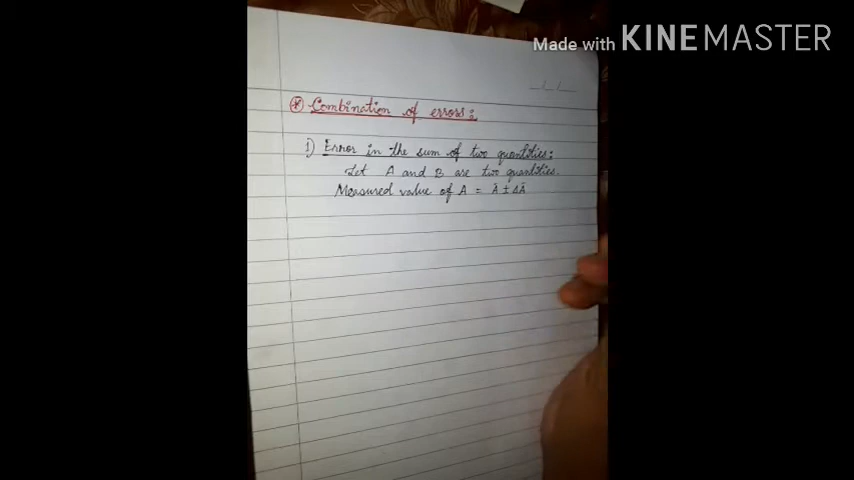 Made with KINEMASTER
⊛ Combination of errors:
1) Error in the sum of two quantities:
Let A and B are two quantities.
Measured value of A = Ā ± ΔĀ